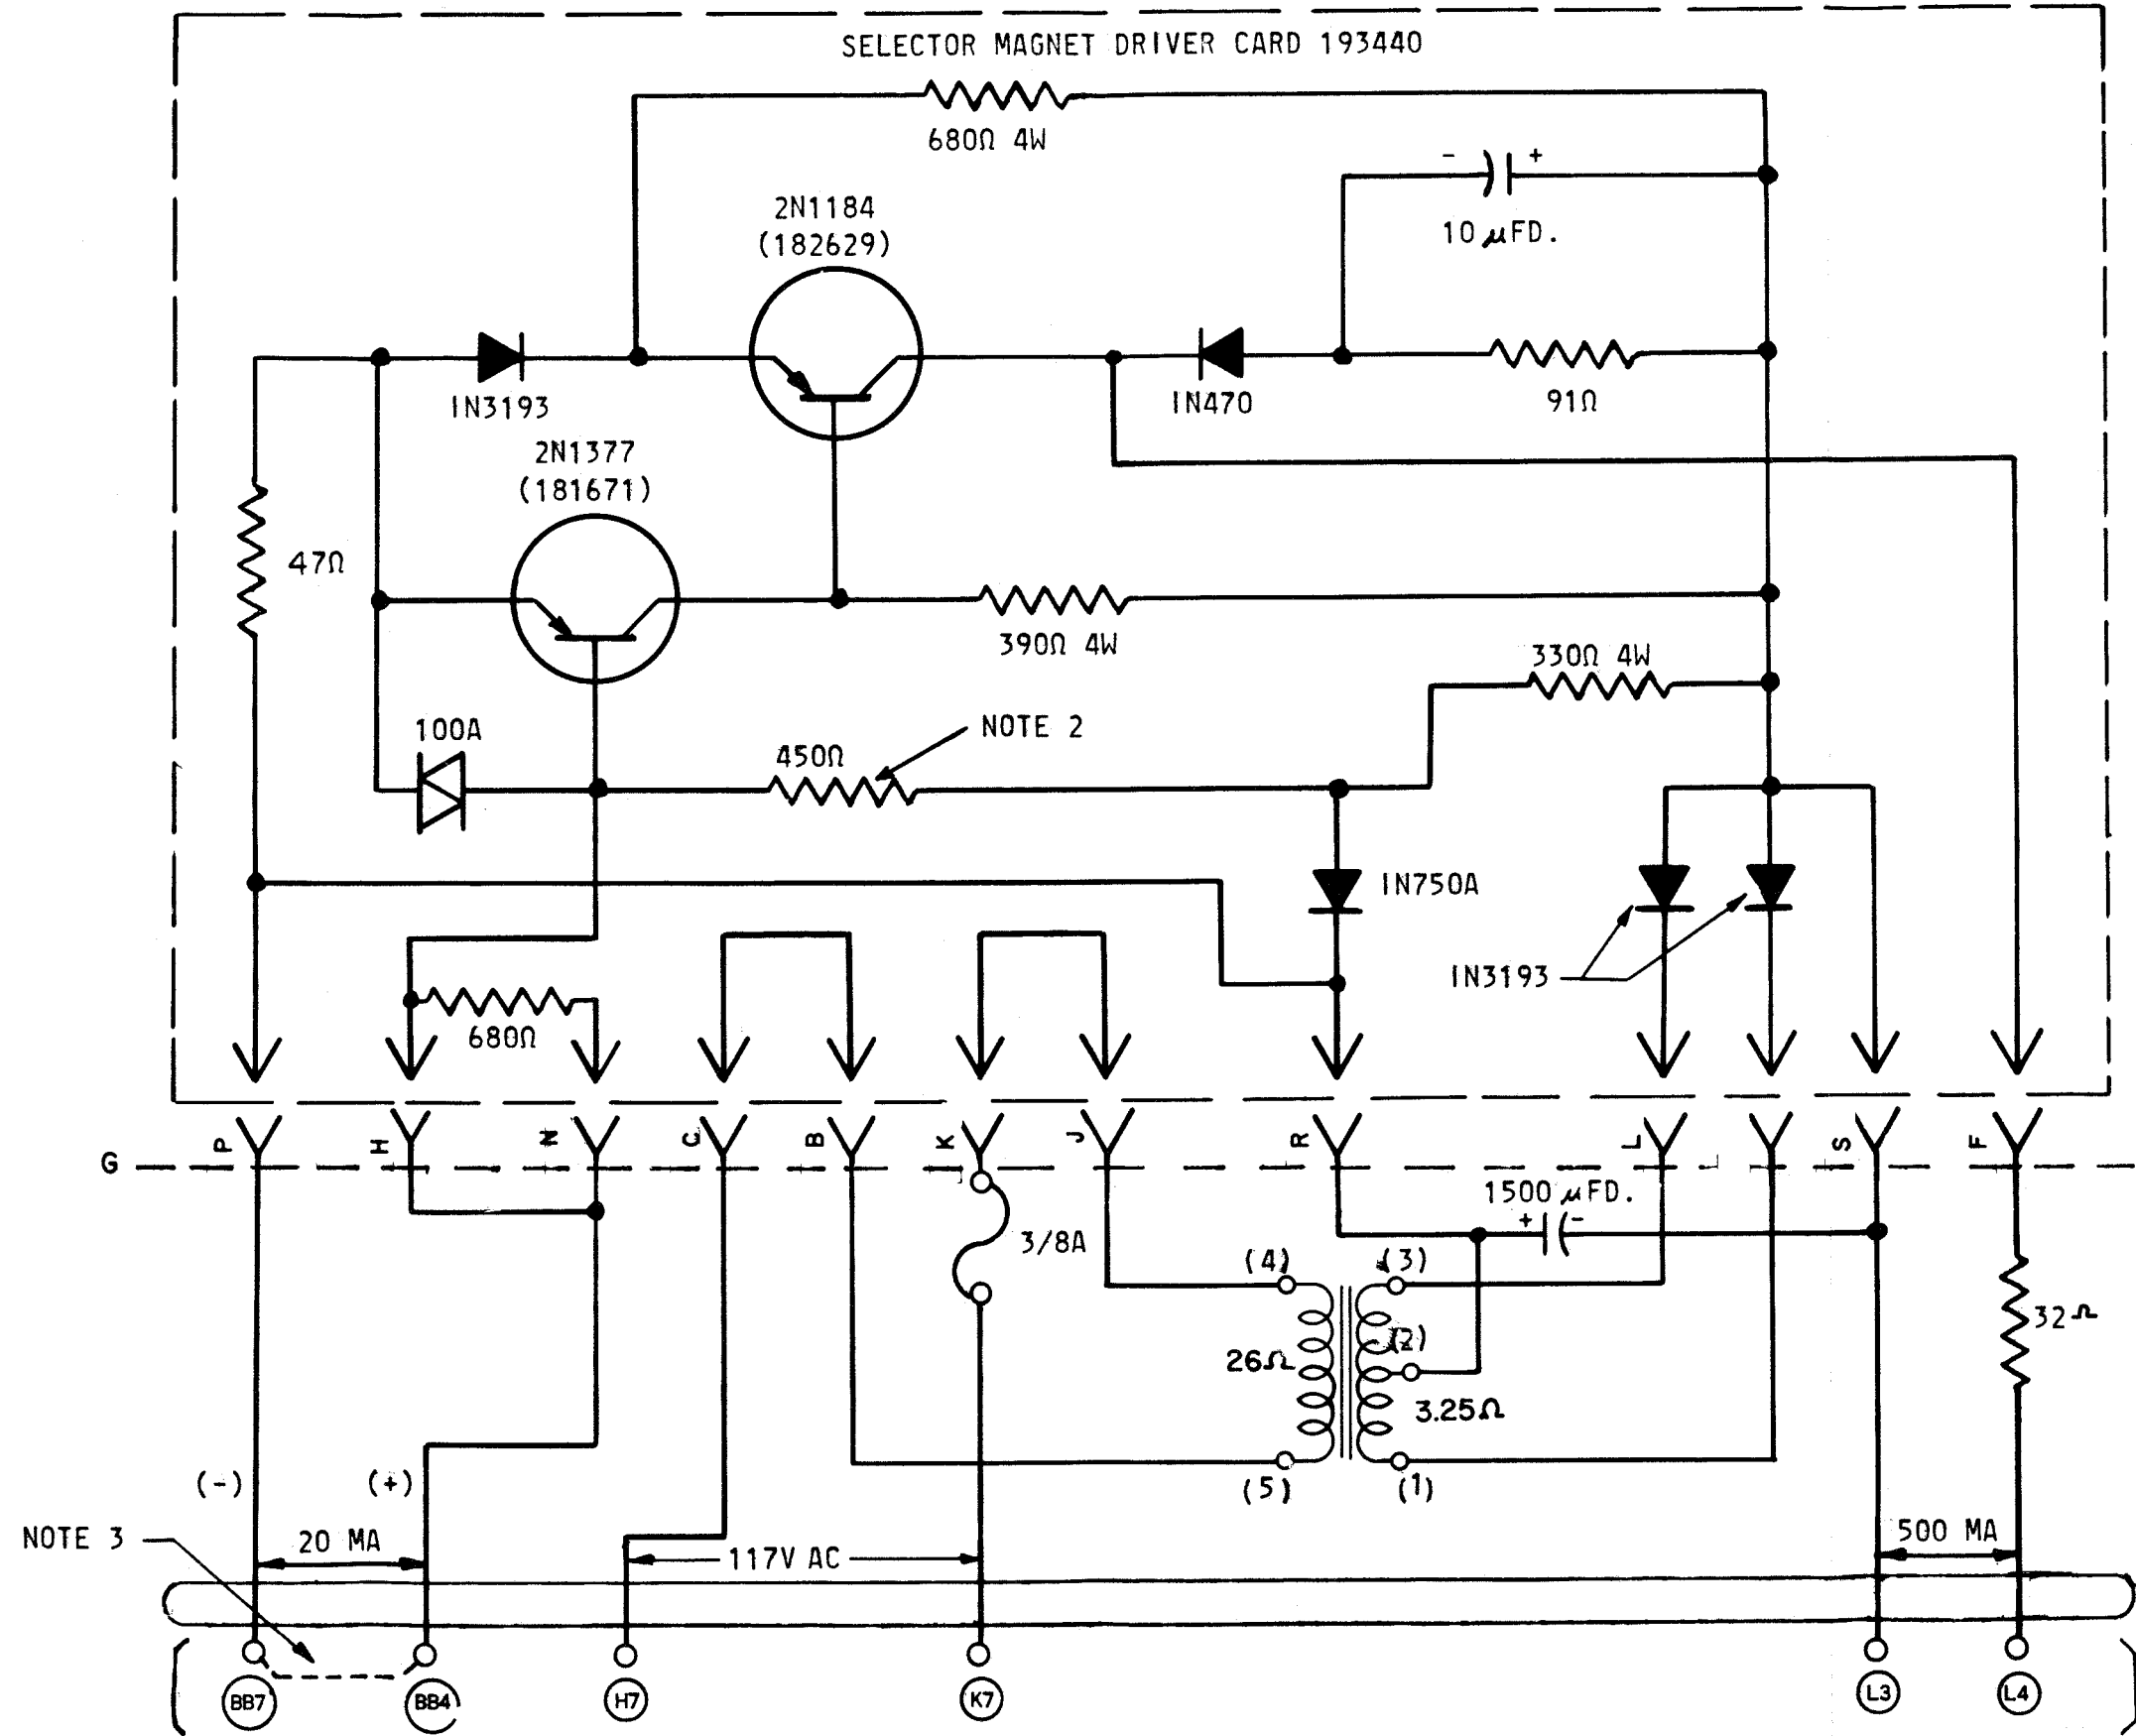 SELECTOR MAGNET DRIVER CARD 193440
680Ω 4W
- +
10 μFD.
2N1184
(182629)
IN3193
IN470
91Ω
2N1377
(181671)
47Ω
390Ω 4W
330Ω 4W
100A
450Ω
NOTE 2
IN750A
IN3193
680Ω
G P H N C B K J R L S F
1500 μFD.
+ -
3/8A
(4) (3)
32Ω
(2)
26Ω
3.25Ω
(5) (1)
(-) (+)
NOTE 3
20 MA
117V AC
500 MA
BB7 BB4 H7 K7 L3 L4